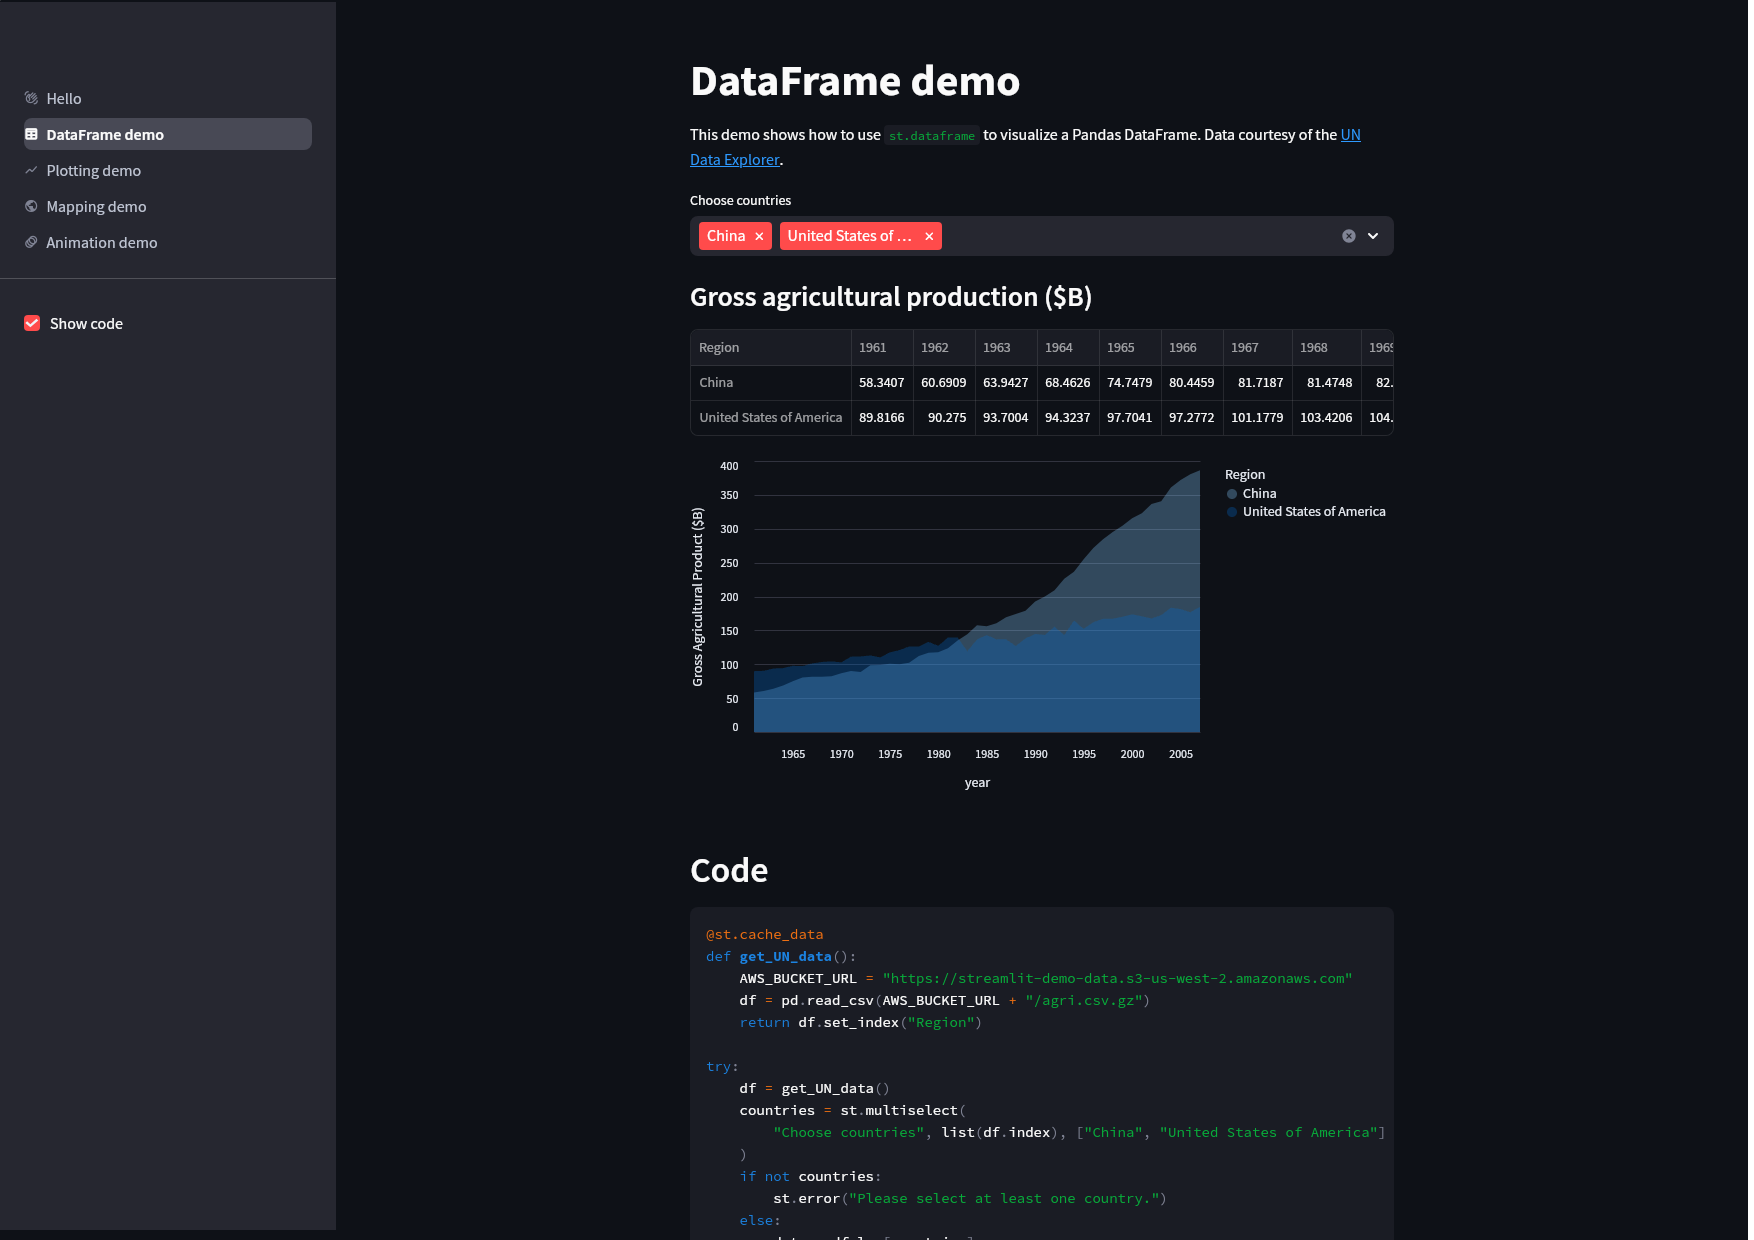 Hello
DataFrame demo
Plotting demo
Mapping demo
Animation demo
Show code
DataFrame demo
This demo shows how to use st.dataframe to visualize a Pandas DataFrame. Data courtesy of the UN
Data Explorer.
Choose countries
China United States of ...
Gross agricultural production ($B)
Region 1961 1962 1963 1964 1965 1966 1967 1968 1969
China 58.3407 60.6909 63.9427 68.4626 74.7479 80.4459 81.7187 81.4748 82.
United States of America 89.8166 90.275 93.7004 94.3237 97.7041 97.2772 101.1779 103.4206 104.
Gross Agricultural Product ($B)
400
350
300
250
200
150
100
50
0
1965 1970 1975 1980 1985 1990 1995 2000 2005
year
Region
China
United States of America
Code
@st.cache_data
def get_UN_data():
    AWS_BUCKET_URL = "https://streamlit-demo-data.s3-us-west-2.amazonaws.com"
    df = pd.read_csv(AWS_BUCKET_URL + "/agri.csv.gz")
    return df.set_index("Region")
try:
    df = get_UN_data()
    countries = st.multiselect(
        "Choose countries", list(df.index), ["China", "United States of America"]
    )
    if not countries:
        st.error("Please select at least one country.")
    else: